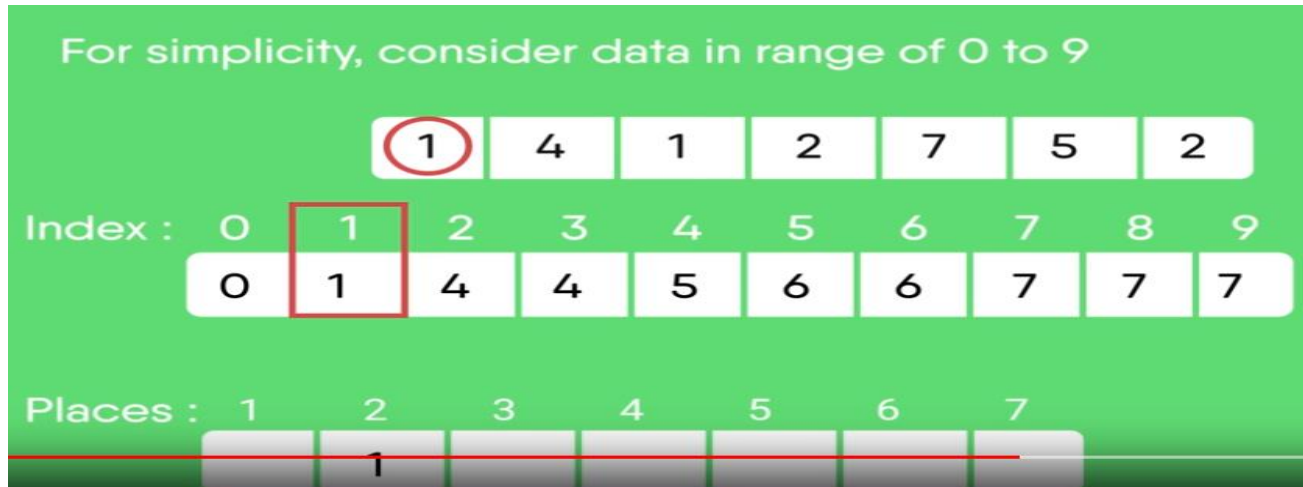 For simplicity, consider data in range of 0 to 9
1 4 1 2 7 5 2
Index : 0 1 2 3 4 5 6 7 8 9
0 1 4 4 5 6 6 7 7 7
Places : 1 2 3 4 5 6 7
1